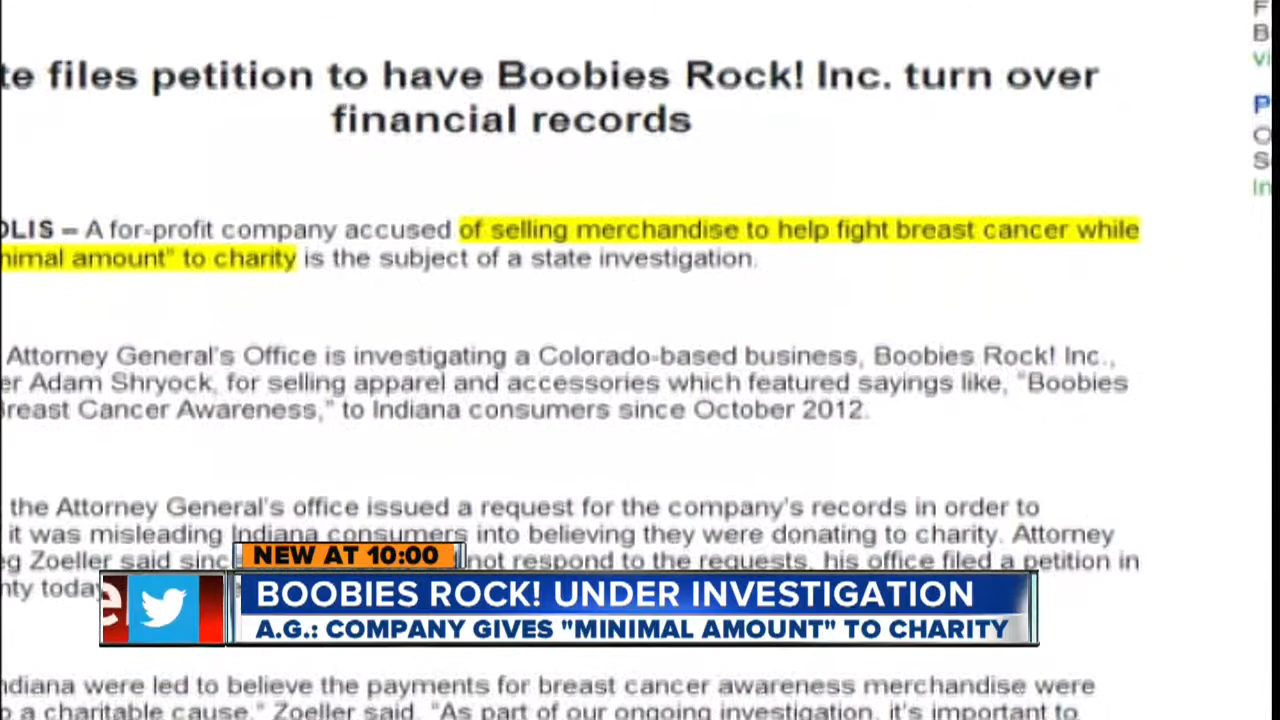 te files petition to have Boobies Rock! Inc. turn over
financial records
OLIS – A for-profit company accused of selling merchandise to help fight breast cancer while
nimal amount" to charity is the subject of a state investigation.
Attorney General's Office is investigating a Colorado-based business, Boobies Rock! Inc.,
er Adam Shryock, for selling apparel and accessories which featured sayings like, "Boobies
reast Cancer Awareness," to Indiana consumers since October 2012.
the Attorney General's office issued a request for the company's records in order to
it was misleading Indiana consumers into believing they were donating to charity. Attorney
eg Zoeller said sinc not respond to the requests, his office filed a petition in
nty today
NEW AT 10:00
BOOBIES ROCK! UNDER INVESTIGATION
A.G.: COMPANY GIVES "MINIMAL AMOUNT" TO CHARITY
ndiana were led to believe the payments for breast cancer awareness merchandise were
o a charitable cause," Zoeller said. "As part of our ongoing investigation, it's important to
F
B
vi
P
O
S
In